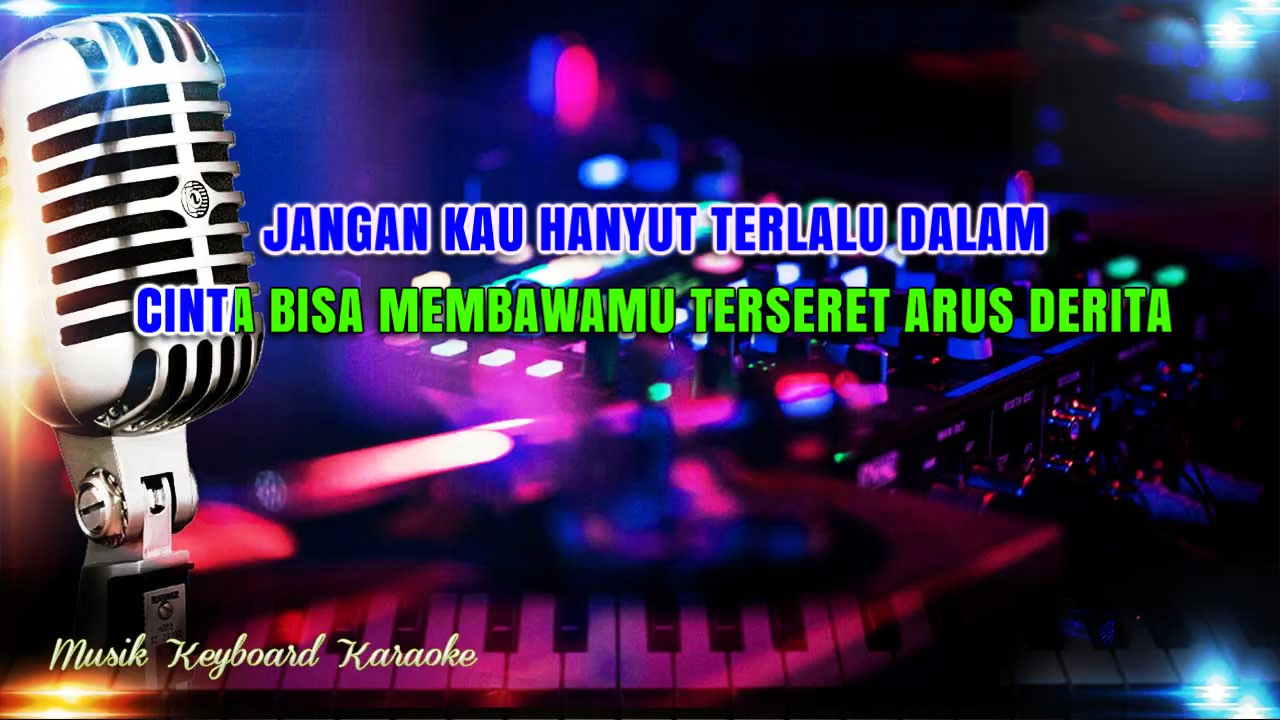 JANGAN KAU HANYUT TERLALU DALAM
CINTA BISA MEMBAWAMU TERSERET ARUS DERITA
Musik Keyboard Karaoke